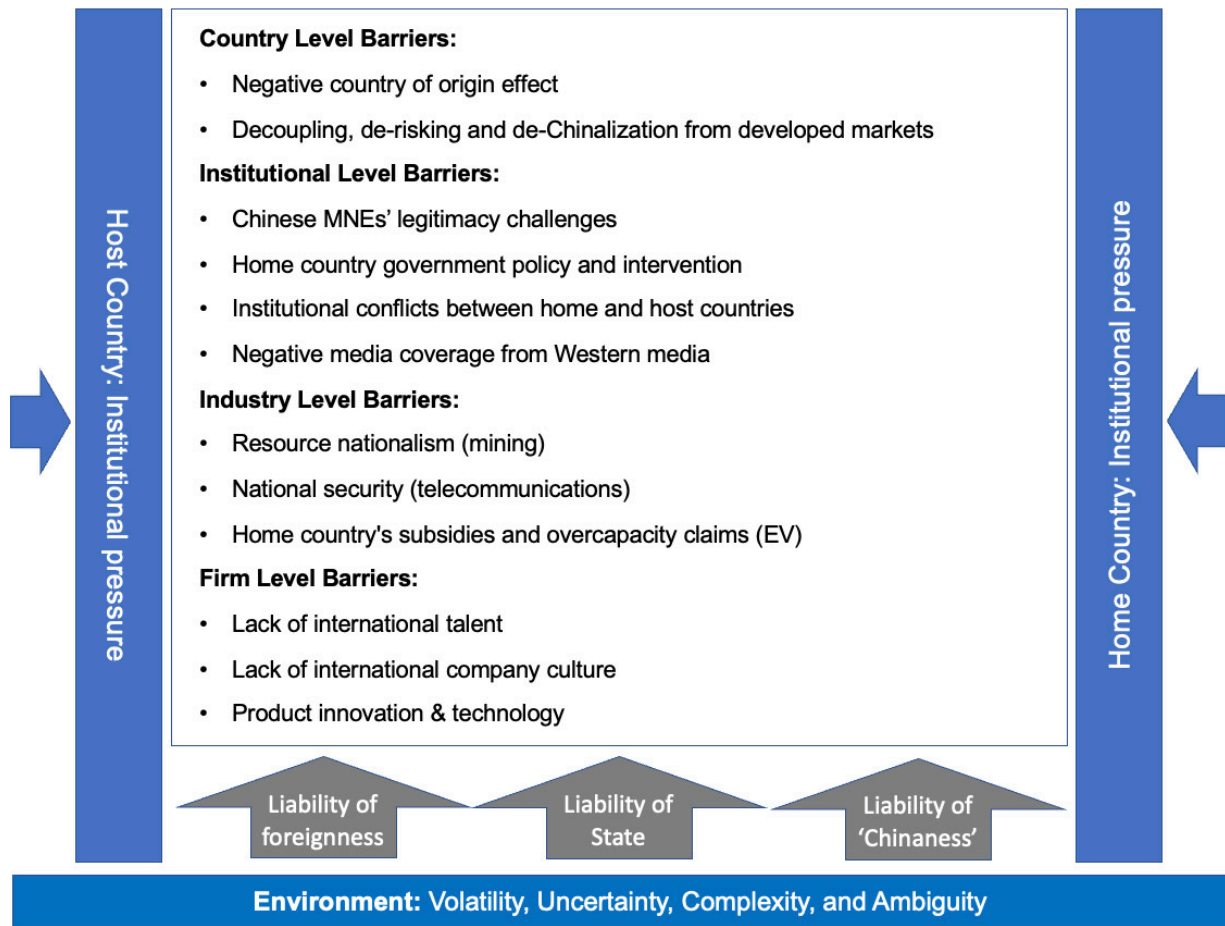 Country Level Barriers:
• Negative country of origin effect
• Decoupling, de-risking and de-Chinalization from developed markets
Institutional Level Barriers:
• Chinese MNEs’ legitimacy challenges
• Home country government policy and intervention
• Institutional conflicts between home and host countries
• Negative media coverage from Western media
Industry Level Barriers:
• Resource nationalism (mining)
• National security (telecommunications)
• Home country's subsidies and overcapacity claims (EV)
Firm Level Barriers:
• Lack of international talent
• Lack of international company culture
• Product innovation & technology
Host Country: Institutional pressure
Home Country: Institutional pressure
Liability of
foreignness
Liability of
State
Liability of
‘Chinaness’
Environment: Volatility, Uncertainty, Complexity, and Ambiguity